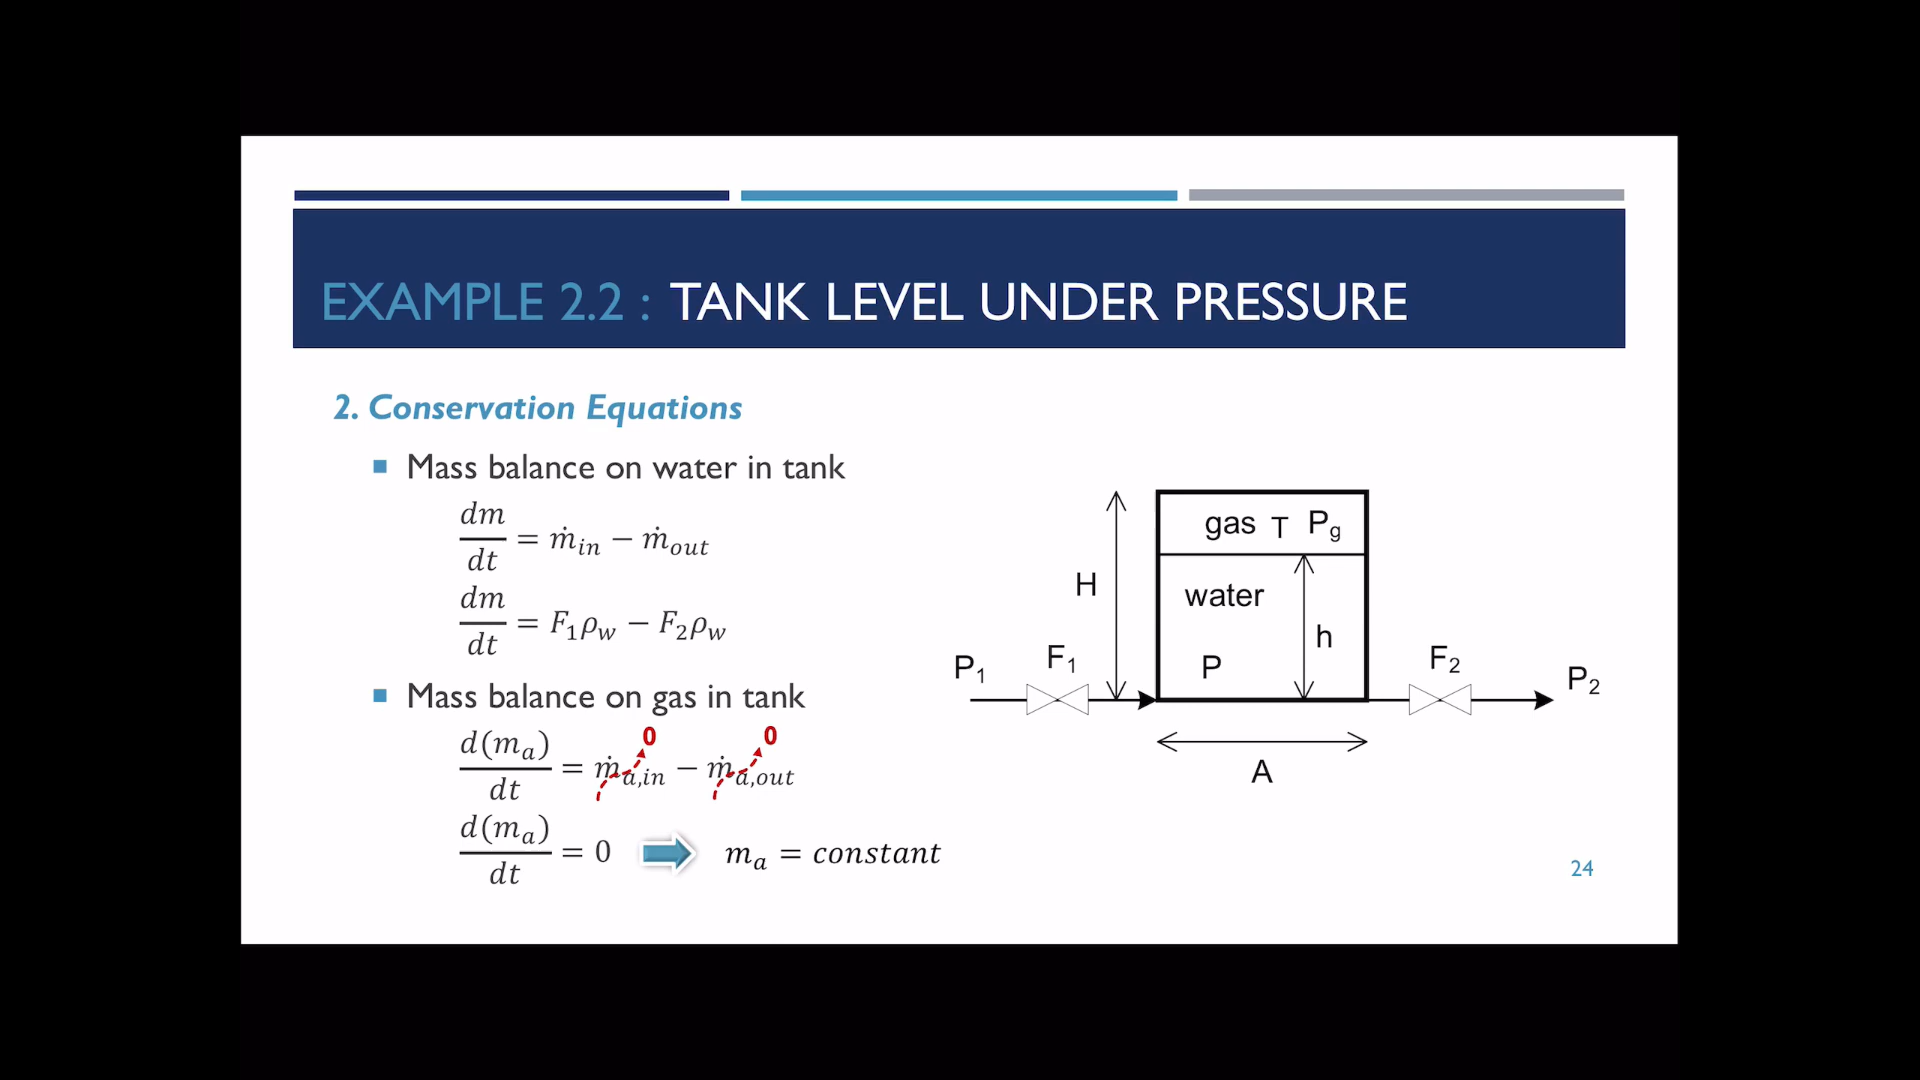 EXAMPLE 2.2 : TANK LEVEL UNDER PRESSURE
2. Conservation Equations
Mass balance on water in tank
dm/dt = ṁ_in − ṁ_out
dm/dt = F₁ρ_w − F₂ρ_w
Mass balance on gas in tank
0 0
d(m_a)/dt = ṁ_a,in − ṁ_a,out
d(m_a)/dt = 0 m_a = constant
gas T P_g
H
water
h
P₁ F₁ P F₂ P₂
A
24